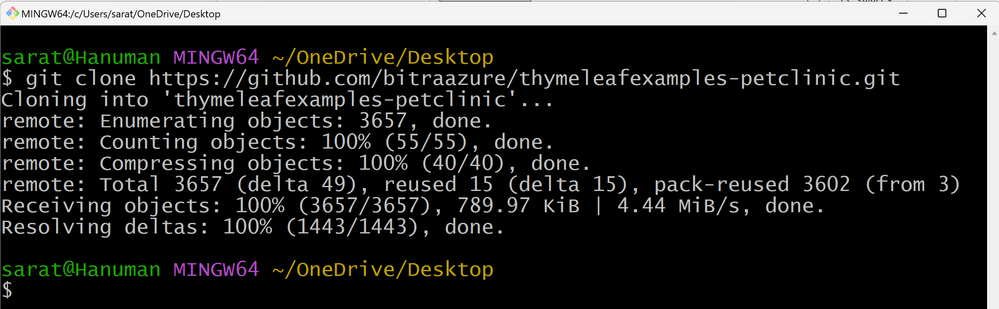 MINGW64:/c/Users/sarat/OneDrive/Desktop
sarat@Hanuman MINGW64 ~/OneDrive/Desktop
$ git clone https://github.com/bitraazure/thymeleafexamples-petclinic.git
Cloning into 'thymeleafexamples-petclinic'...
remote: Enumerating objects: 3657, done.
remote: Counting objects: 100% (55/55), done.
remote: Compressing objects: 100% (40/40), done.
remote: Total 3657 (delta 49), reused 15 (delta 15), pack-reused 3602 (from 3)
Receiving objects: 100% (3657/3657), 789.97 KiB | 4.44 MiB/s, done.
Resolving deltas: 100% (1443/1443), done.
sarat@Hanuman MINGW64 ~/OneDrive/Desktop
$